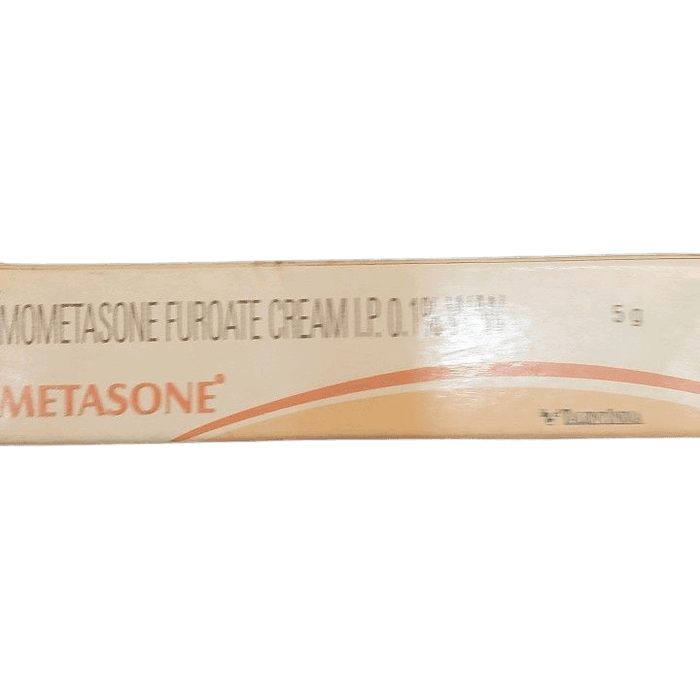 MOMETASONE FUROATE CREAM I.P. 0.1% W/W
5 g
METASONE®